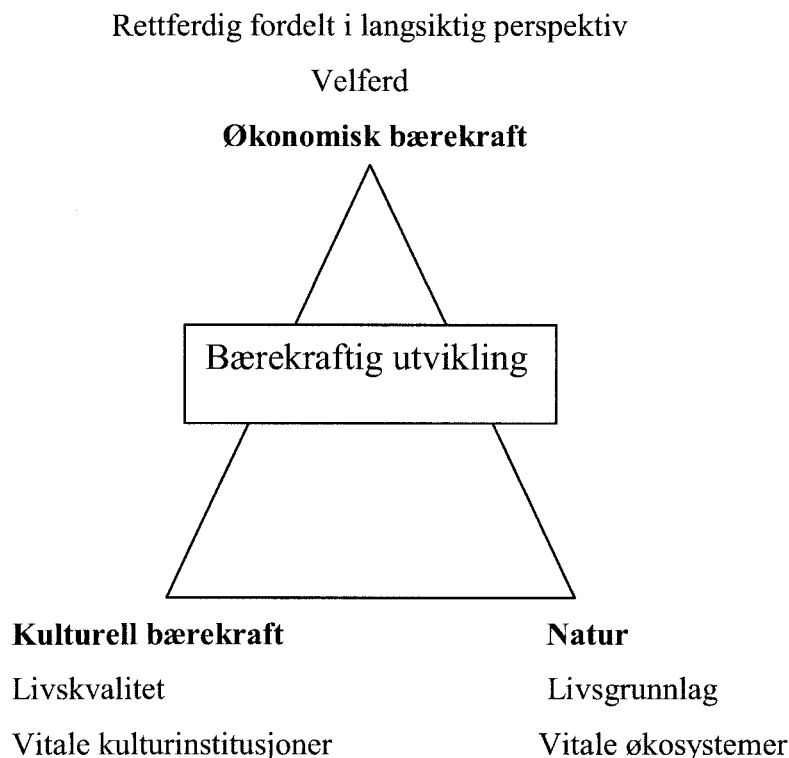 Rettferdig fordelt i langsiktig perspektiv
Velferd
Økonomisk bærekraft
Bærekraftig utvikling
Kulturell bærekraft
Livskvalitet
Vitale kulturinstitusjoner
Natur
Livsgrunnlag
Vitale økosystemer